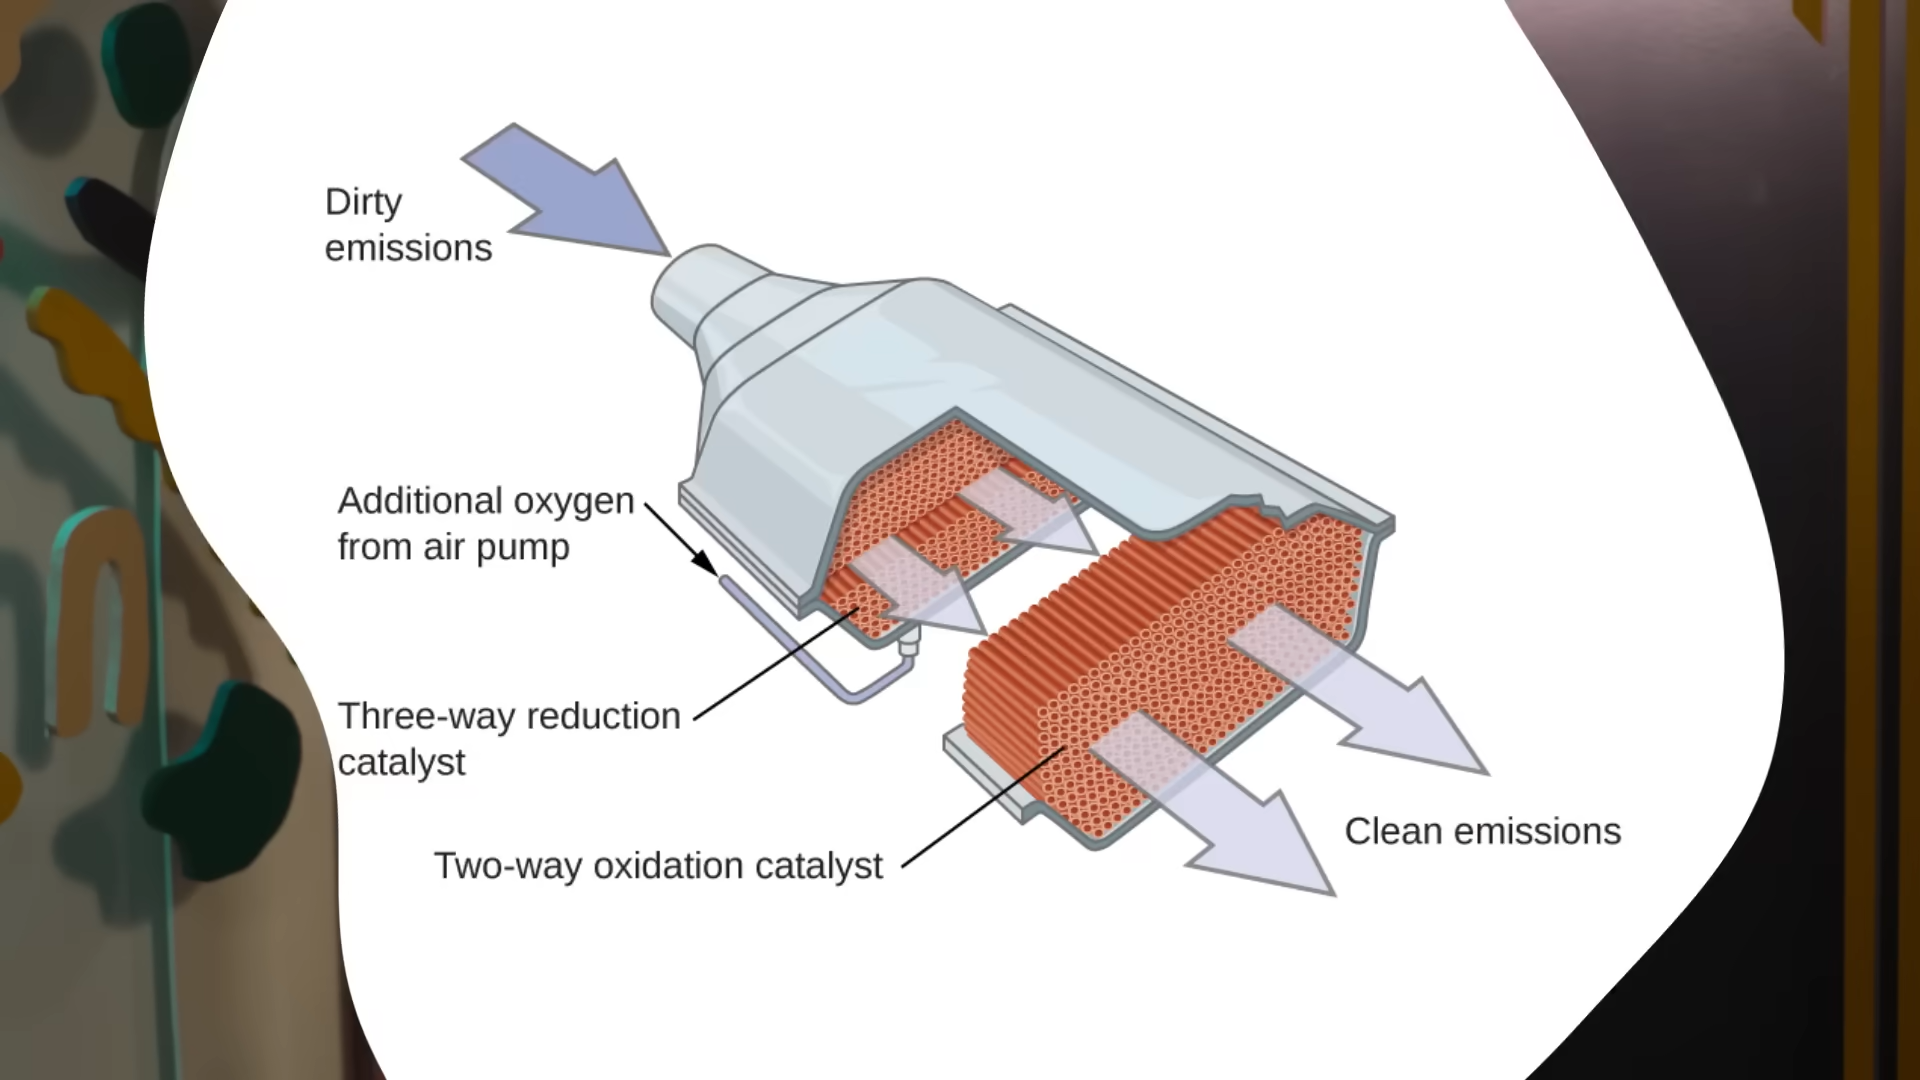 Dirty
emissions
Additional oxygen
from air pump
Three-way reduction
catalyst
Two-way oxidation catalyst
Clean emissions